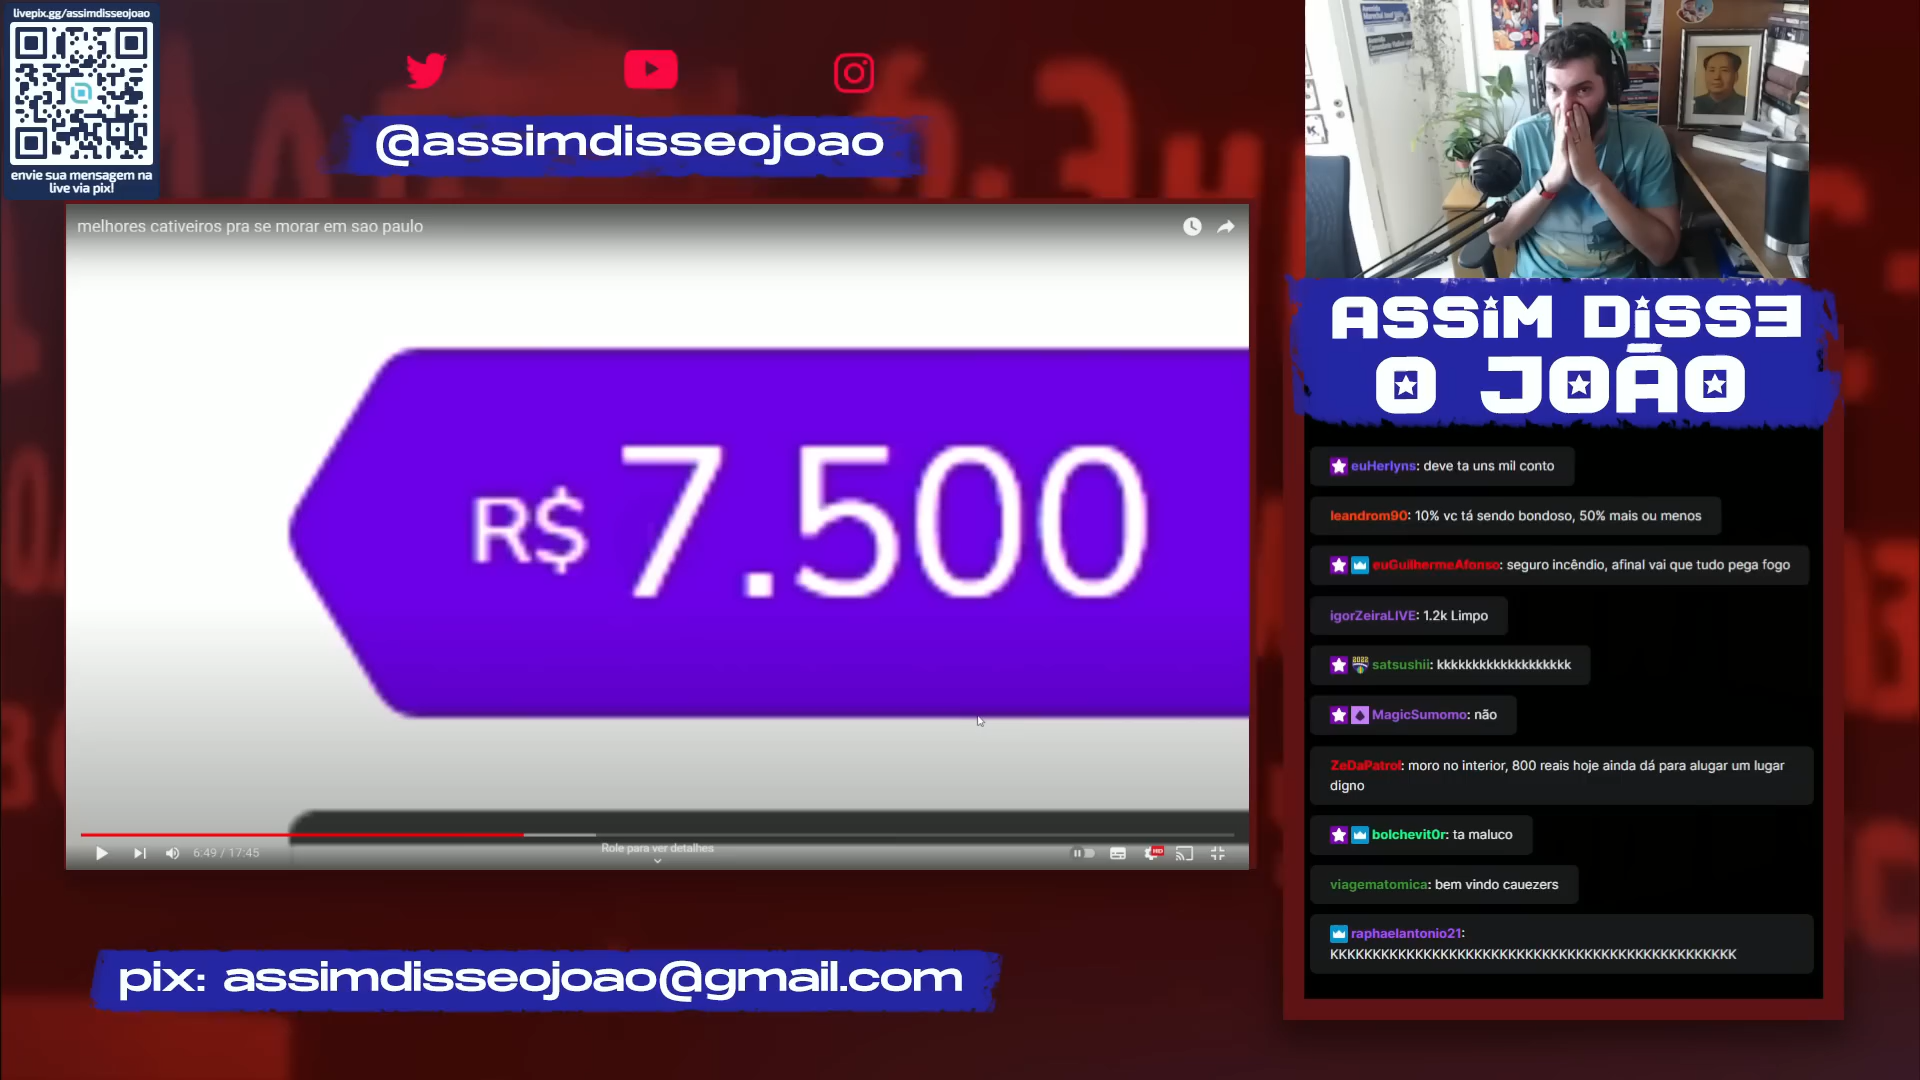 livepix.gg/assimdisseojoao
envie sua mensagem na
live via pix!
@assimdisseojoao
melhores cativeiros pra se morar em sao paulo
R$ 7.500
6:49 / 17:45
Role para ver detalhes
HD
pix: assimdisseojoao@gmail.com
ASSIM DISSE
O JOÃO
euHerlyns: deve ta uns mil conto
leandrom90: 10% vc tá sendo bondoso, 50% mais ou menos
euGuilhermeAfonso: seguro incêndio, afinal vai que tudo pega fogo
igorZeiraLIVE: 1.2k Limpo
satsushii: kkkkkkkkkkkkkkkkkkk
MagicSumomo: não
ZeDaPatrol: moro no interior, 800 reais hoje ainda dá para alugar um lugar
digno
bolchevit0r: ta maluco
viagematomica: bem vindo cauezers
raphaelantonio21:
KKKKKKKKKKKKKKKKKKKKKKKKKKKKKKKKKKKKKKKKKKKKKKKK